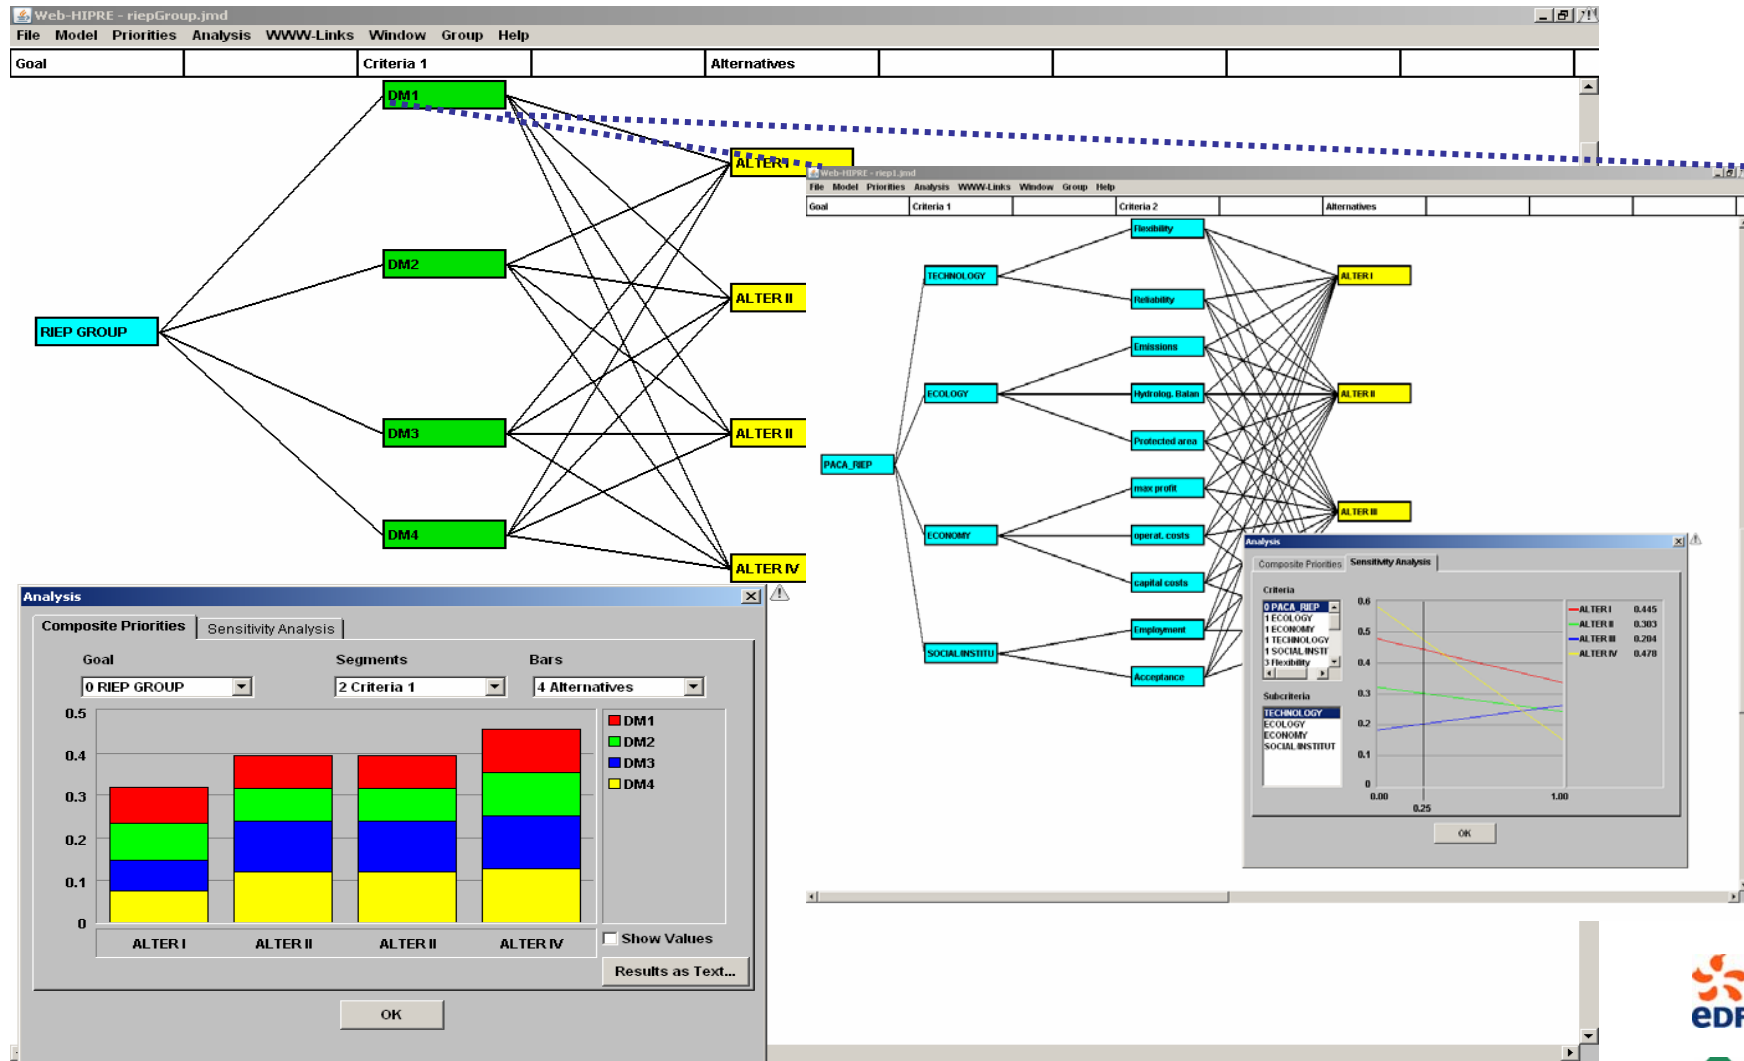 Web-HIPRE - riepGroup.jmd
File Model Priorities Analysis WWW-Links Window Group Help
Goal Criteria 1 Alternatives
DM1
DM2
DM3
DM4
RIEP GROUP
ALTER I
ALTER II
ALTER II
ALTER IV
Web-HIPRE - riep1.jmd
File Model Priorities Analysis WWW-Links Window Group Help
Goal Criteria 1 Criteria 2 Alternatives
PACA_RIEP
TECHNOLOGY
ECOLOGY
ECONOMY
SOCIAL/INSTITU
Flexibility
Reliability
Emissions
Hydrolog. Balan
Protected area
max profit
operat. costs
capital costs
Employment
Acceptance
ALTER I
ALTER II
ALTER III
Analysis
Composite Priorities Sensitivity Analysis
Criteria
0 PACA_RIEP
1 ECOLOGY
1 ECONOMY
1 TECHNOLOGY
1 SOCIAL INSTIT
3 Flexibility
Subcriteria
TECHNOLOGY
ECOLOGY
ECONOMY
SOCIAL/INSTITUT
0.6
0.5
0.4
0.3
0.2
0.1
0
0.00 1.00
0.25
ALTER I 0.445
ALTER II 0.303
ALTER III 0.204
ALTER IV 0.478
OK
Analysis
Composite Priorities Sensitivity Analysis
Goal Segments Bars
0 RIEP GROUP 2 Criteria 1 4 Alternatives
0.5
0.4
0.3
0.2
0.1
0
DM1
DM2
DM3
DM4
ALTER I ALTER II ALTER II ALTER IV
Show Values
Results as Text...
OK
eDF